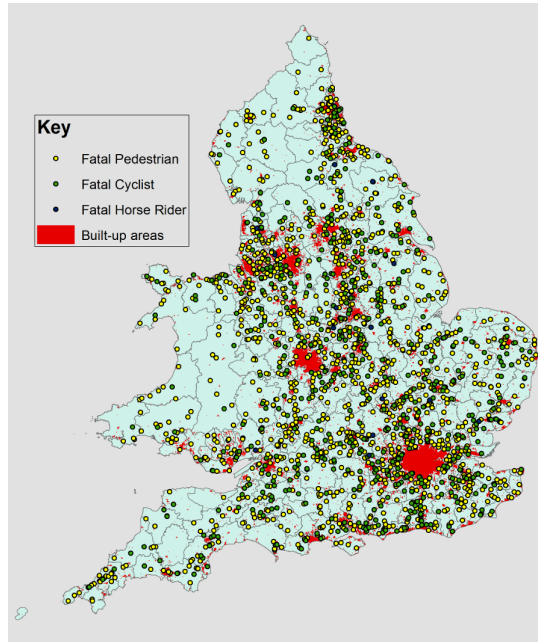 Key
Fatal Pedestrian
Fatal Cyclist
Fatal Horse Rider
Built-up areas